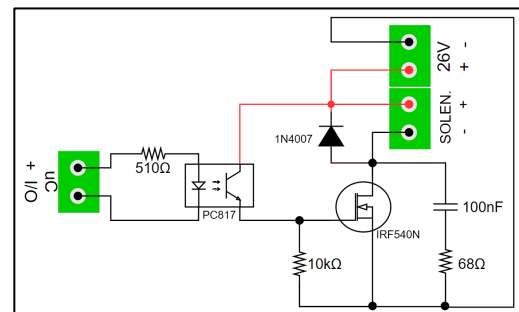 26V - +
SOLEN. + -
1N4007
510Ω
uC
I/O +
PC817
IRF540N
100nF
10kΩ
68Ω